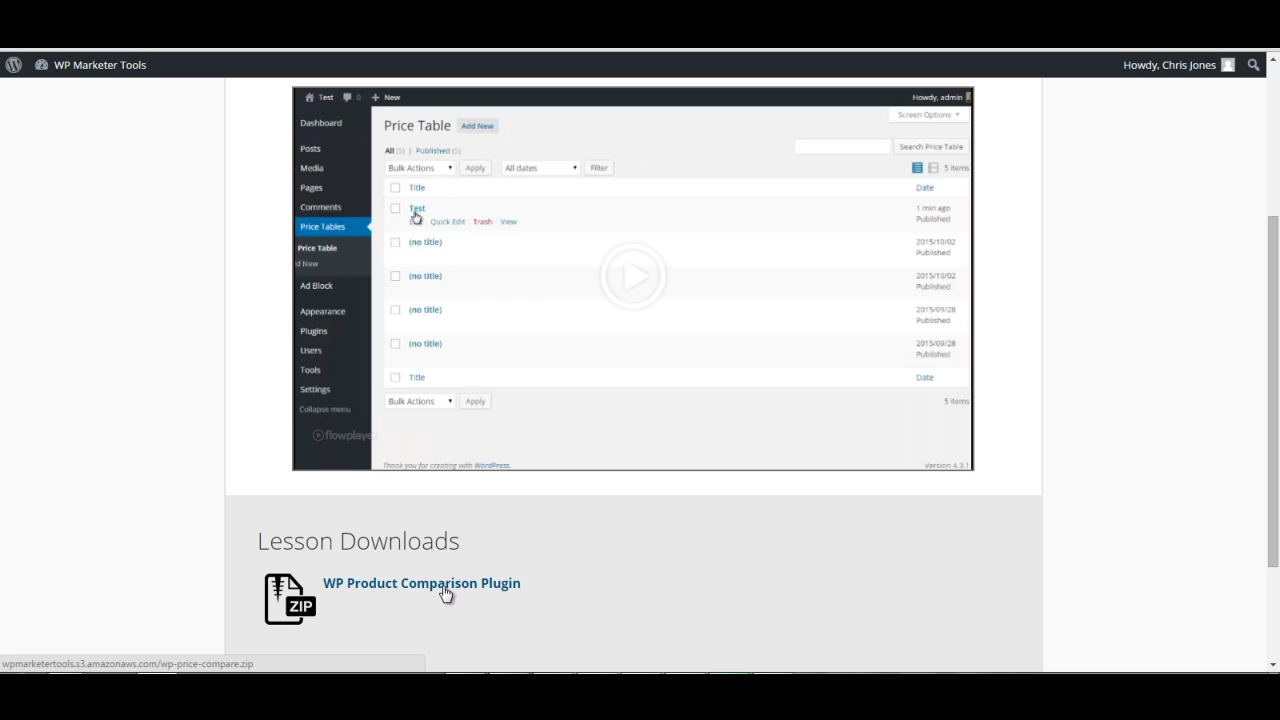 WP Marketer Tools Howdy, Chris Jones
Test 0 New Howdy, admin
Screen Options
Dashboard
Price Table Add New
Posts
All (5) | Published (5)
Search Price Table
Media
Bulk Actions Apply All dates Filter 5 items
Pages
Title Date
Comments
Test 1 min ago
Published
Quick Edit Trash View
Price Tables
Price Table
(no title) 2015/10/02
Published
Ad Block
(no title) 2015/10/02
Published
Appearance
(no title) 2015/09/28
Published
Plugins
Users
(no title) 2015/09/28
Published
Tools
Title Date
Settings
Bulk Actions Apply 5 items
Collapse menu
flowplayer
Thank you for creating with WordPress. Version 4.3.1
Lesson Downloads
ZIP
WP Product Comparison Plugin
wpmarketertools.s3.amazonaws.com/wp-price-compare.zip